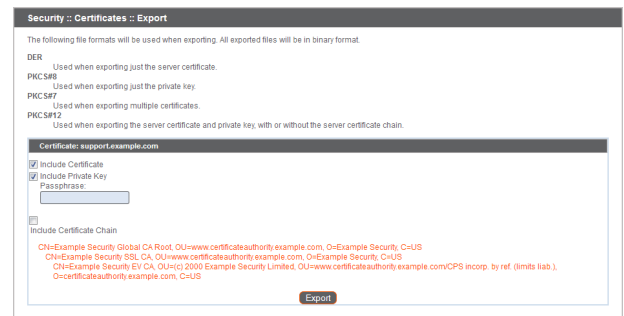 Security :: Certificates :: Export
The following file formats will be used when exporting. All exported files will be in binary format.
DER
Used when exporting just the server certificate.
PKCS#8
Used when exporting just the private key.
PKCS#7
Used when exporting multiple certificates.
PKCS#12
Used when exporting the server certificate and private key, with or without the server certificate chain.
Certificate: support.example.com
Include Certificate
Include Private Key
Passphrase:
Include Certificate Chain
CN=Example Security Global CA Root, OU=www.certificateauthority.example.com, O=Example Security, C=US
CN=Example Security SSL CA, OU=www.certificateauthority.example.com, O=Example Security, C=US
CN=Example Security EV CA, OU=(c) 2000 Example Security Limited, OU=www.certificateauthority.example.com/CPS incorp. by ref. (limits liab.),
O=certificateauthority.example.com, C=US
Export